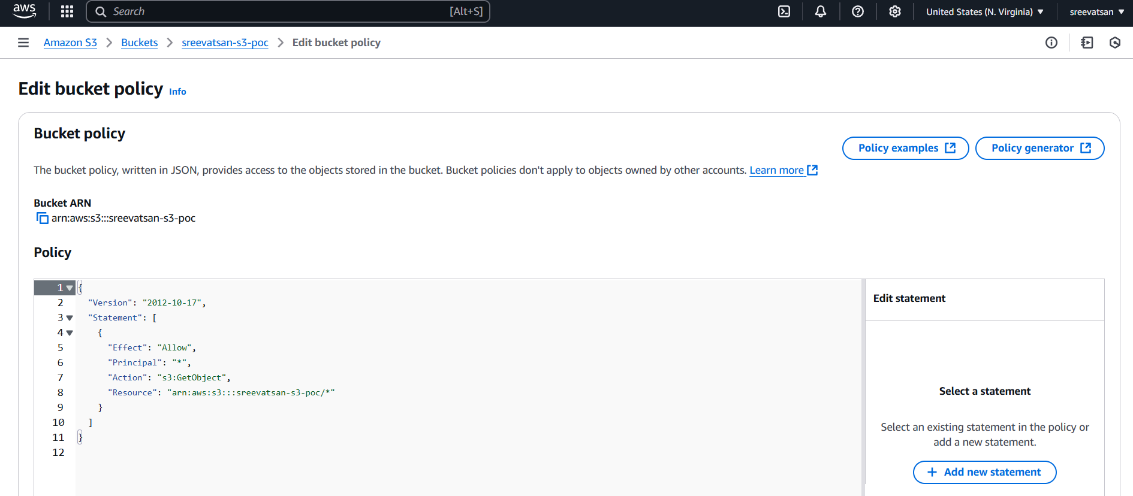 aws Search [Alt+S] United States (N. Virginia) sreevatsan
Amazon S3 > Buckets > sreevatsan-s3-poc > Edit bucket policy
Edit bucket policy Info
Bucket policy
Policy examples
Policy generator
The bucket policy, written in JSON, provides access to the objects stored in the bucket. Bucket policies don't apply to objects owned by other accounts. Learn more
Bucket ARN
arn:aws:s3:::sreevatsan-s3-poc
Policy
1 {
2 "Version": "2012-10-17",
3 "Statement": [
4 {
5 "Effect": "Allow",
6 "Principal": "*",
7 "Action": "s3:GetObject",
8 "Resource": "arn:aws:s3:::sreevatsan-s3-poc/*"
9 }
10 ]
11 }
12
Edit statement
Select a statement
Select an existing statement in the policy or
add a new statement.
+ Add new statement